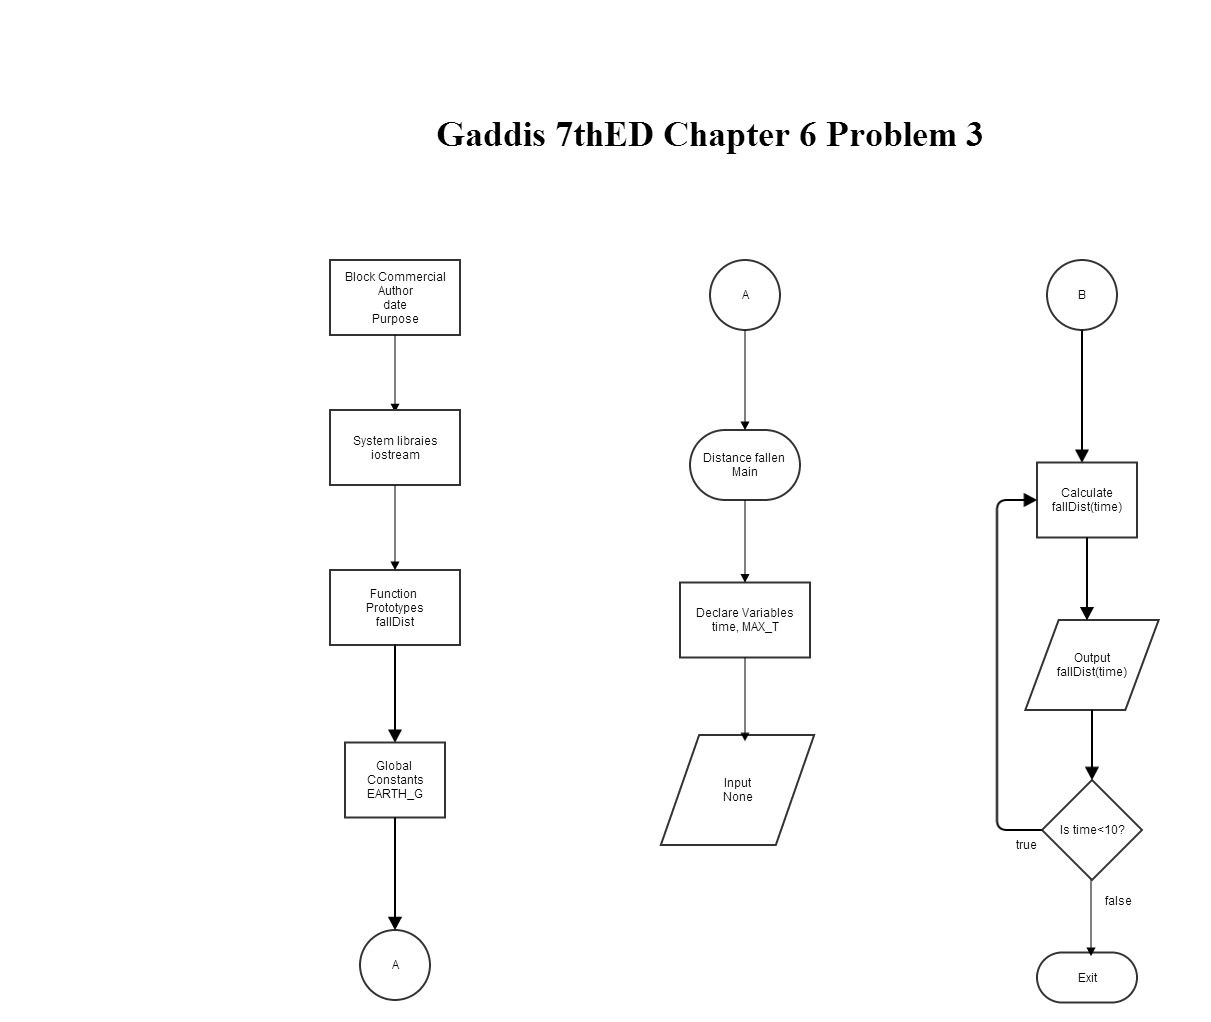 Gaddis 7thED Chapter 6 Problem 3
Block Commercial
Author
date
Purpose
System libraies
iostream
Function
Prototypes
fallDist
Global
Constants
EARTH_G
A
A
Distance fallen
Main
Declare Variables
time, MAX_T
Input
None
B
Calculate
fallDist(time)
Output
fallDist(time)
Is time<10?
true
false
Exit